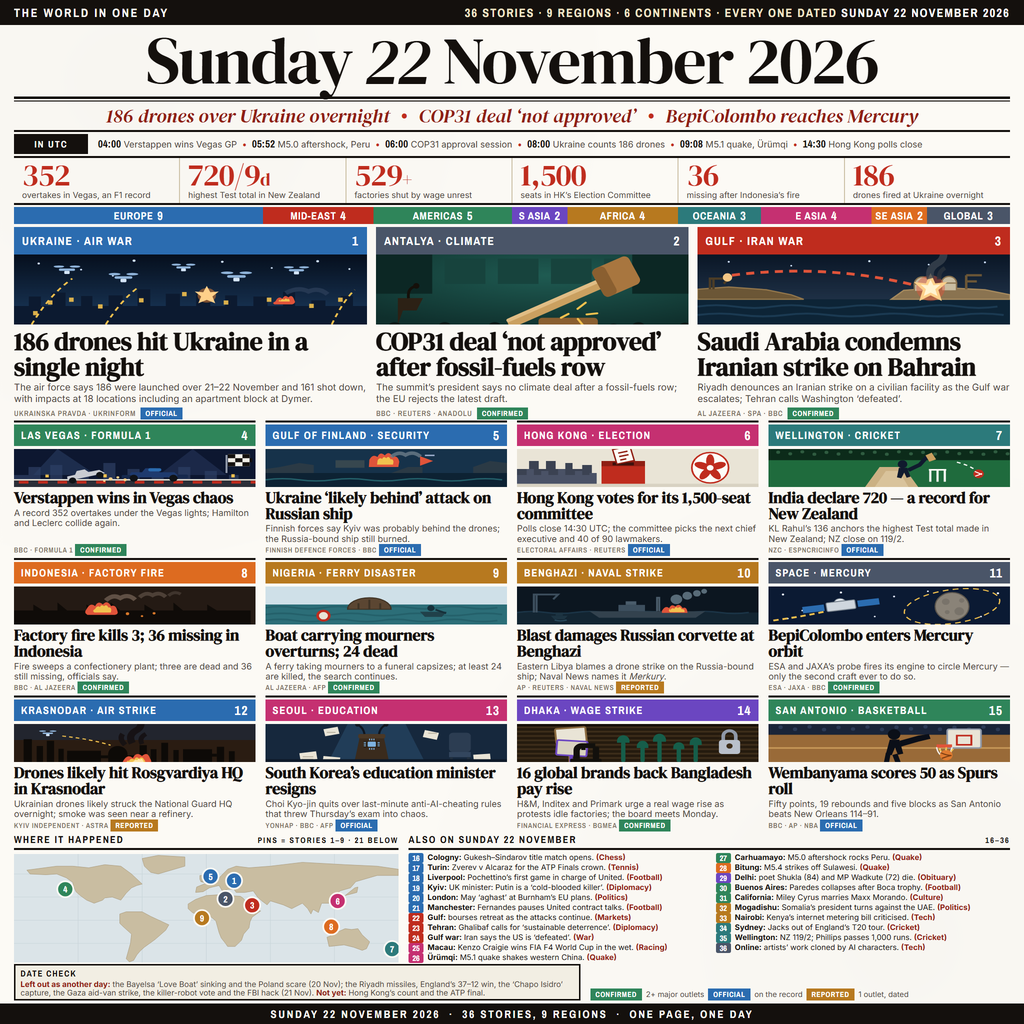 THE WORLD IN ONE DAY
36 STORIES · 9 REGIONS · 6 CONTINENTS · EVERY ONE DATED SUNDAY 22 NOVEMBER 2026
Sunday 22 November 2026
186 drones over Ukraine overnight • COP31 deal ‘not approved’ • BepiColombo reaches Mercury
IN UTC
04:00 Verstappen wins Vegas GP • 05:52 M5.0 aftershock, Peru • 06:00 COP31 approval session • 08:00 Ukraine counts 186 drones • 09:08 M5.1 quake, Ürümqi • 14:30 Hong Kong polls close
352
overtakes in Vegas, an F1 record
720/9d
highest Test total in New Zealand
529+
factories shut by wage unrest
1,500
seats in HK's Election Committee
36
missing after Indonesia's fire
186
drones fired at Ukraine overnight
EUROPE 9
MID-EAST 4
AMERICAS 5
S ASIA 2
AFRICA 4
OCEANIA 3
E ASIA 4
SE ASIA 2
GLOBAL 3
UKRAINE · AIR WAR 1
186 drones hit Ukraine in a
single night
The air force says 186 were launched over 21–22 November and 161 shot down,
with impacts at 18 locations including an apartment block at Dymer.
UKRAINSKA PRAVDA · UKRINFORM OFFICIAL
ANTALYA · CLIMATE 2
COP31 deal ‘not approved’
after fossil-fuels row
The summit's president says no climate deal after a fossil-fuels row;
the EU rejects the latest draft.
BBC · REUTERS · ANADOLU CONFIRMED
GULF · IRAN WAR 3
Saudi Arabia condemns
Iranian strike on Bahrain
Riyadh denounces an Iranian strike on a civilian facility as the Gulf war
escalates; Tehran calls Washington ‘defeated’.
AL JAZEERA · SPA · BBC CONFIRMED
LAS VEGAS · FORMULA 1 4
Verstappen wins in Vegas chaos
A record 352 overtakes under the Vegas lights; Hamilton
and Leclerc collide again.
BBC · FORMULA 1 CONFIRMED
GULF OF FINLAND · SECURITY 5
Ukraine ‘likely behind’ attack on
Russian ship
Finnish forces say Kyiv was probably behind the drones;
the Russia-bound ship still burned.
FINNISH DEFENCE FORCES · BBC OFFICIAL
HONG KONG · ELECTION 6
Hong Kong votes for its 1,500-seat
committee
Polls close 14:30 UTC; the committee picks the next chief
executive and 40 of 90 lawmakers.
ELECTORAL AFFAIRS · REUTERS OFFICIAL
WELLINGTON · CRICKET 7
India declare 720 — a record for
New Zealand
KL Rahul's 136 anchors the highest Test total made in
New Zealand; NZ close on 119/2.
NZC · ESPNCRICINFO OFFICIAL
INDONESIA · FACTORY FIRE 8
Factory fire kills 3; 36 missing in
Indonesia
Fire sweeps a confectionery plant; three are dead and 36
still missing, officials say.
BBC · AL JAZEERA CONFIRMED
NIGERIA · FERRY DISASTER 9
Boat carrying mourners
overturns; 24 dead
A ferry taking mourners to a funeral capsizes; at least 24
are killed, the search continues.
AL JAZEERA · AFP CONFIRMED
BENGHAZI · NAVAL STRIKE 10
Blast damages Russian corvette at
Benghazi
Eastern Libya blames a drone strike on the Russia-bound
ship; Naval News names it Merkury.
AP · REUTERS · NAVAL NEWS REPORTED
SPACE · MERCURY 11
BepiColombo enters Mercury
orbit
ESA and JAXA's probe fires its engine to circle Mercury —
only the second craft ever to do so.
ESA · JAXA · BBC CONFIRMED
KRASNODAR · AIR STRIKE 12
Drones likely hit Rosgvardiya HQ
in Krasnodar
Ukrainian drones likely struck the National Guard HQ
overnight; smoke was seen near a refinery.
KYIV INDEPENDENT · ASTRA REPORTED
SEOUL · EDUCATION 13
South Korea's education minister
resigns
Choi Kyo-jin quits over last-minute anti-AI-cheating rules
that threw Thursday's exam into chaos.
YONHAP · BBC · AFP OFFICIAL
DHAKA · WAGE STRIKE 14
16 global brands back Bangladesh
pay rise
H&M, Inditex and Primark urge a real wage rise as
protests idle factories; the board meets Monday.
FINANCIAL EXPRESS · BGMEA CONFIRMED
SAN ANTONIO · BASKETBALL 15
Wembanyama scores 50 as Spurs
roll
Fifty points, 19 rebounds and five blocks as San Antonio
beats New Orleans 114–91.
BBC · AP · NBA OFFICIAL
WHERE IT HAPPENED
PINS = STORIES 1–9 · 21 BELOW
4
5
1
2
3
6
9
8
7
ALSO ON SUNDAY 22 NOVEMBER
16–36
16 Cologny: Gukesh–Sindarov title match opens. (Chess)
17 Turin: Zverev v Alcaraz for the ATP Finals crown. (Tennis)
18 Liverpool: Pochettino's first game in charge of United. (Football)
19 Kyiv: UK minister: Putin is a ‘cold-blooded killer’. (Diplomacy)
20 London: May ‘aghast’ at Burnham's EU plans. (Politics)
21 Manchester: Fernandes pauses United contract talks. (Football)
22 Gulf: bourses retreat as the attacks continue. (Markets)
23 Tehran: Ghalibaf calls for ‘sustainable deterrence’. (Diplomacy)
24 Gulf war: Iran says the US is ‘defeated’. (War)
25 Macau: Kenzo Craigie wins FIA F4 World Cup in the wet. (Racing)
26 Ürümqi: M5.1 quake shakes western China. (Quake)
27 Carhuamayo: M5.0 aftershock rocks Peru. (Quake)
28 Bitung: M5.4 strikes off Sulawesi. (Quake)
29 Delhi: poet Shukla (84) and MP Wadkute (72) die. (Obituary)
30 Buenos Aires: Paredes collapses after Boca trophy. (Football)
31 California: Miley Cyrus marries Maxx Morando. (Culture)
32 Mogadishu: Somalia's president turns against the UAE. (Politics)
33 Nairobi: Kenya's internet metering bill criticised. (Tech)
34 Sydney: Jacks out of England's T20 tour. (Cricket)
35 Wellington: NZ 119/2; Phillips passes 1,000 runs. (Cricket)
36 Online: artists' work cloned by AI characters. (Tech)
DATE CHECK
Left out as another day: the Bayelsa ‘Love Boat’ sinking and the Poland scare (20 Nov); the Riyadh missiles, England's 37–12 win, the ‘Chapo Isidro’
capture, the Gaza aid-van strike, the killer-robot vote and the FBI hack (21 Nov). Not yet: Hong Kong's count and the ATP final.
CONFIRMED 2+ major outlets OFFICIAL on the record REPORTED 1 outlet, dated
SUNDAY 22 NOVEMBER 2026 · 36 STORIES, 9 REGIONS · ONE PAGE, ONE DAY